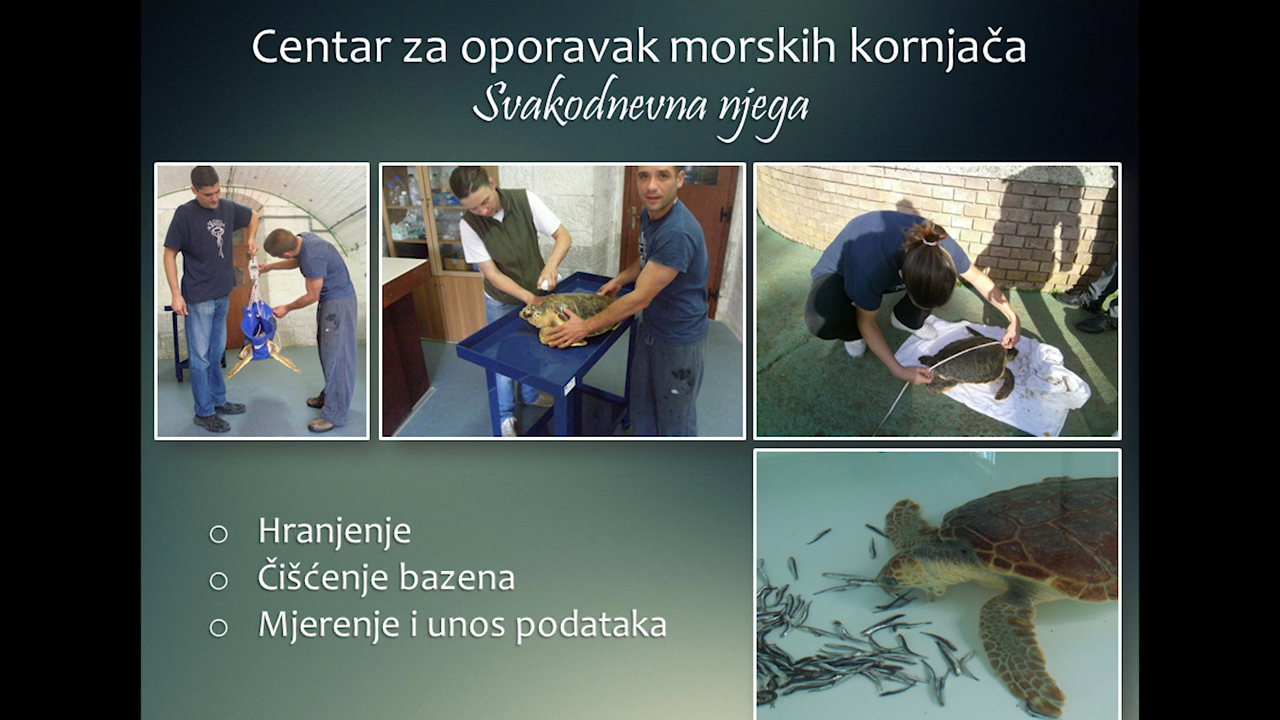 Centar za oporavak morskih kornjača
Svakodnevna njega
o Hranjenje
o Čišćenje bazena
o Mjerenje i unos podataka